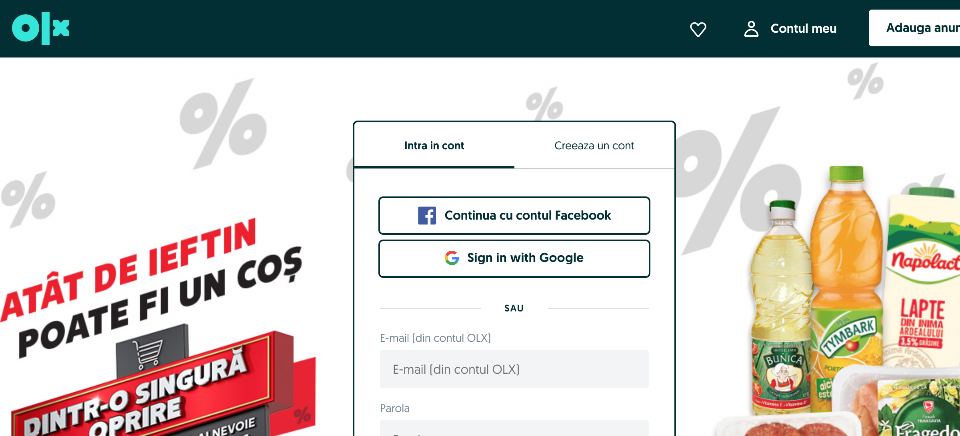 olx
Contul meu
Adauga anun
Intra in cont
Creeaza un cont
Continua cu contul Facebook
Sign in with Google
SAU
E-mail (din contul OLX)
E-mail (din contul OLX)
Parola
ATÂT DE IEFTIN
POATE FI UN COȘ
DINTR-O SINGURĂ
OPRIRE
AI NEVOIE
%
%
%
%
%
%
Napolact
LAPTE
DIN INIMA
ARDEALULUI
3,5% GRĂSIME
TYMBARK
BUNICA
Fragedo